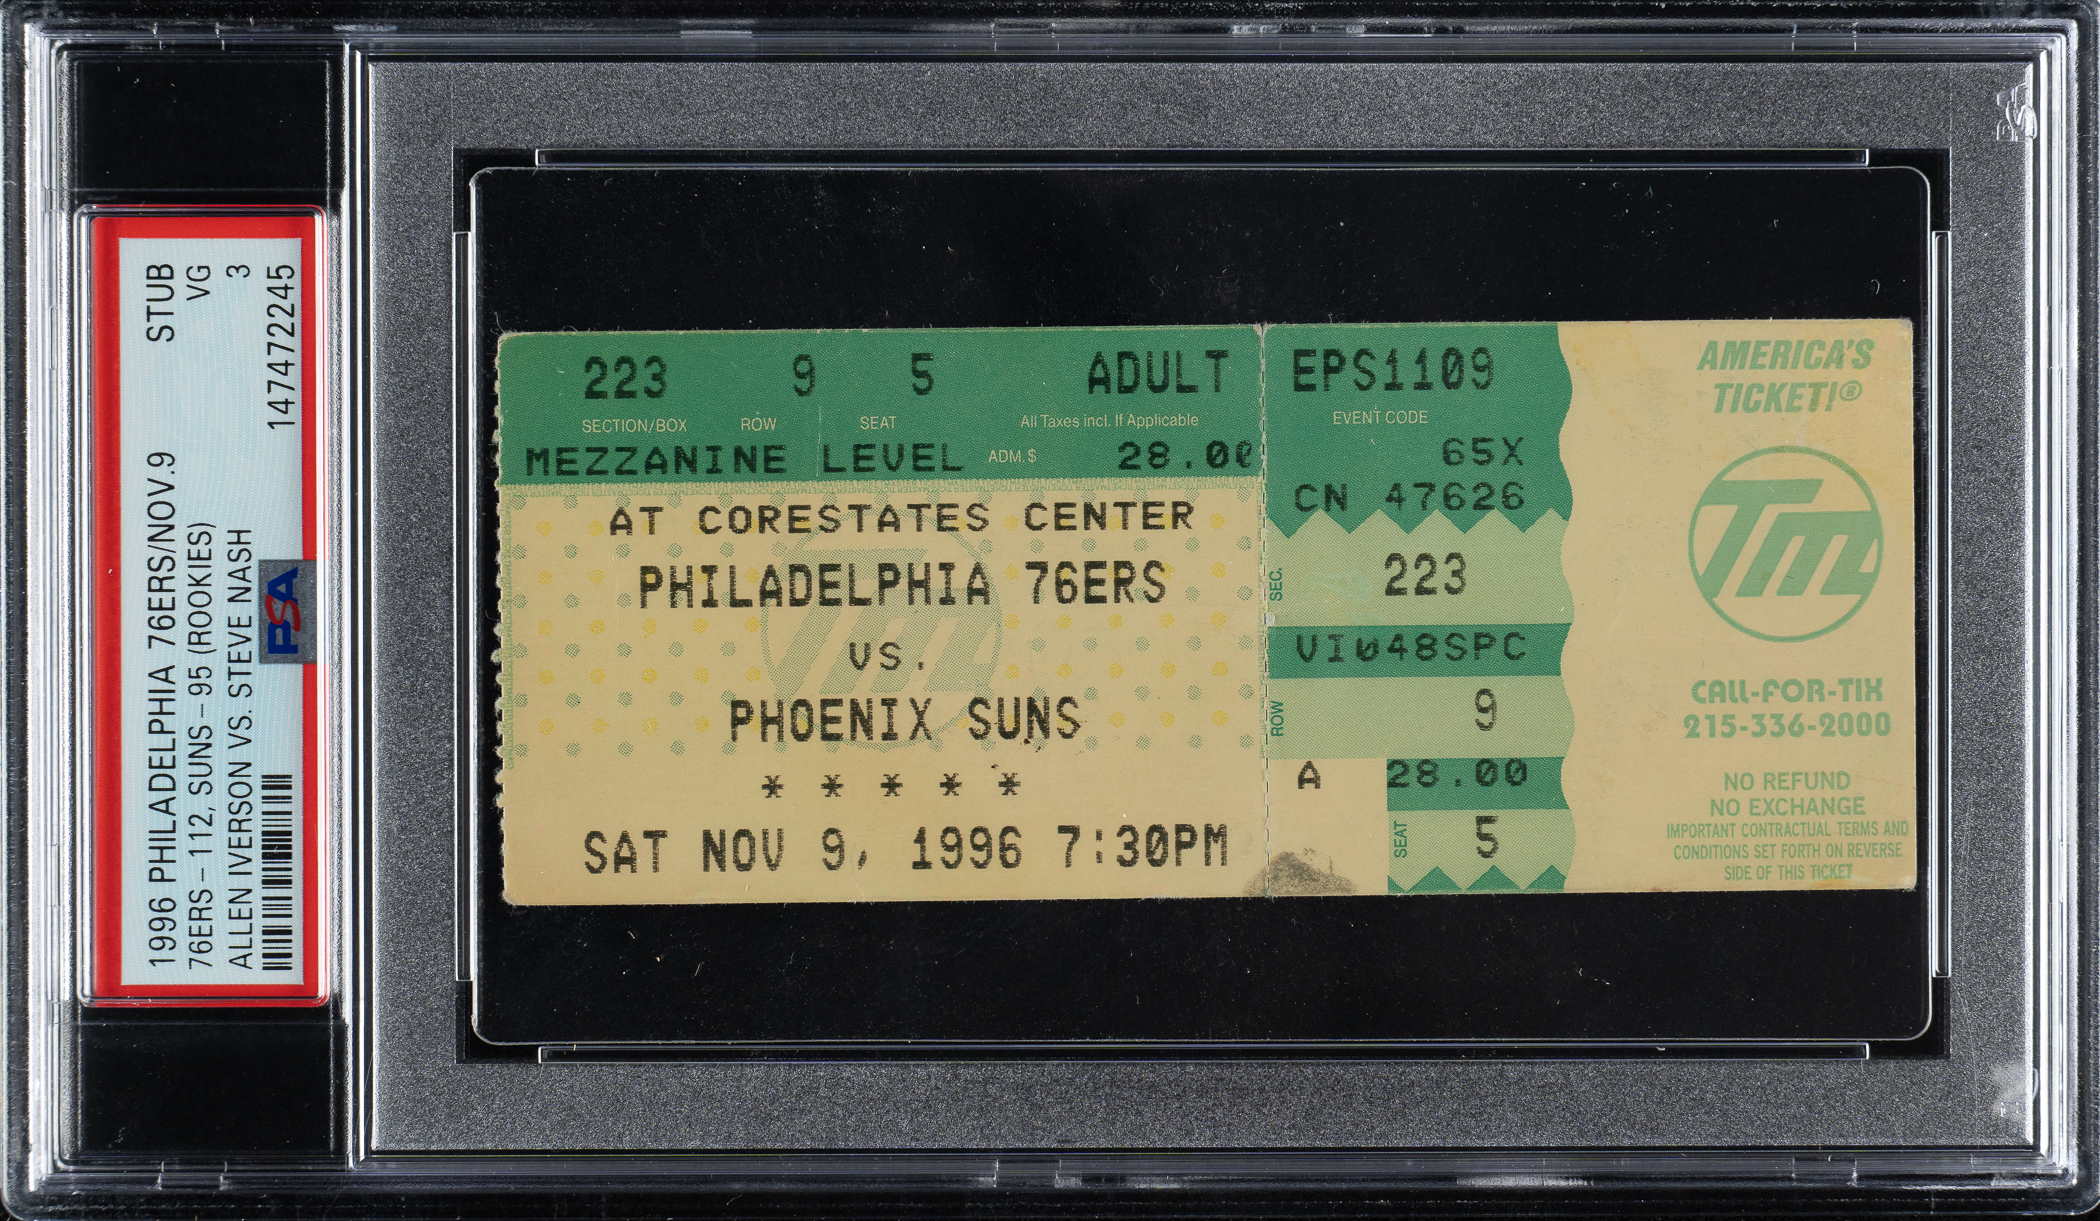 1996 PHILADELPHIA 76ERS/NOV.9 STUB
76ERS - 112, SUNS - 95 (ROOKIES) VG
ALLEN IVERSON VS. STEVE NASH 3
147472245
PSA
223 9 5 ADULT
SECTION/BOX ROW SEAT All Taxes incl. If Applicable
MEZZANINE LEVEL ADM.$ 28.00
AT CORESTATES CENTER
PHILADELPHIA 76ERS
VS.
PHOENIX SUNS
* * * * *
SAT NOV 9, 1996 7:30PM
TM
EPS1109
EVENT CODE
65X
CN 47626
SEC. 223
VI048SPC
ROW 9
A 28.00
SEAT 5
AMERICA'S
TICKET!®
TM
CALL-FOR-TIX
215-336-2000
NO REFUND
NO EXCHANGE
IMPORTANT CONTRACTUAL TERMS AND
CONDITIONS SET FORTH ON REVERSE
SIDE OF THIS TICKET
PSA